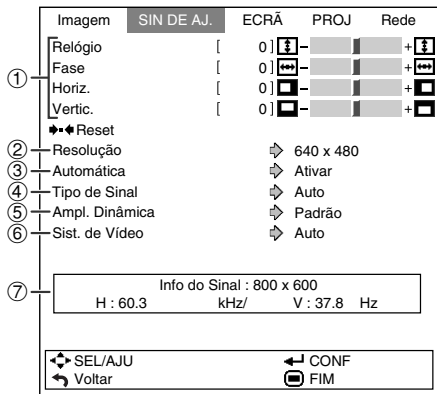 Imagem SIN DE AJ. ECRÃ PROJ Rede
Relógio [ 0] − +
Fase [ 0] − +
① Horiz. [ 0] − +
Vertic. [ 0] − +
Reset
② Resolução 640 x 480
③ Automática Ativar
④ Tipo de Sinal Auto
⑤ Ampl. Dinâmica Padrão
⑥ Sist. de Vídeo Auto
⑦ Info do Sinal : 800 x 600
H : 60.3 kHz/ V : 37.8 Hz
SEL/AJU CONF
Voltar FIM